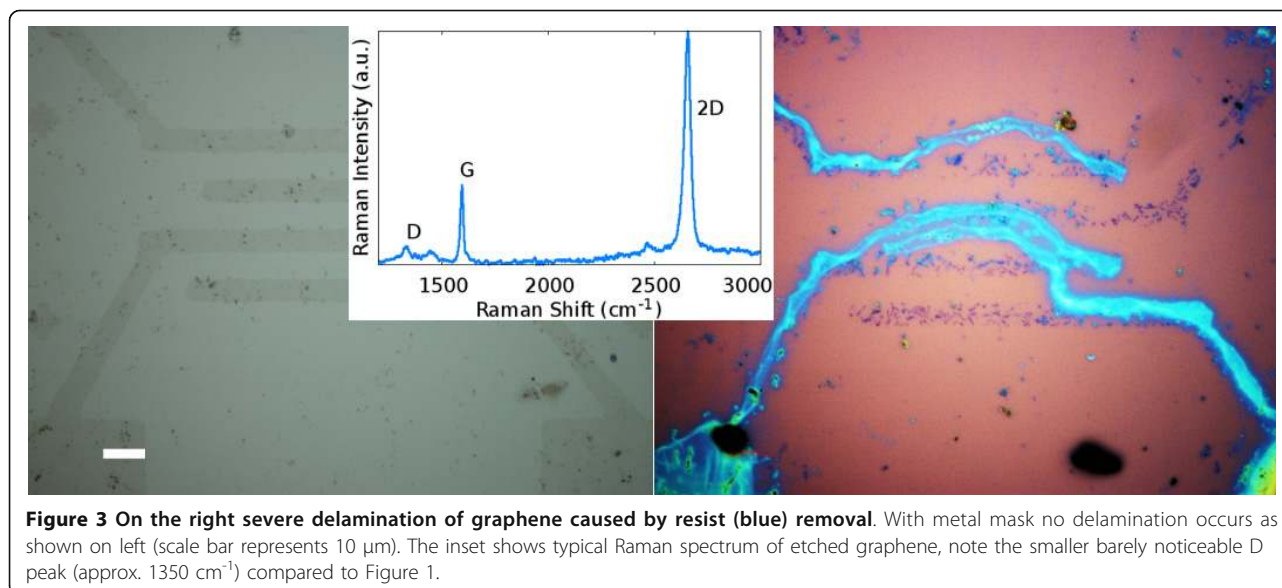 Raman Intensity (a.u.)
D
G
2D
1500
2000
2500
3000
Raman Shift (cm-1)
Figure 3 On the right severe delamination of graphene caused by resist (blue) removal. With metal mask no delamination occurs as
shown on left (scale bar represents 10 μm). The inset shows typical Raman spectrum of etched graphene, note the smaller barely noticeable D
peak (approx. 1350 cm-1) compared to Figure 1.